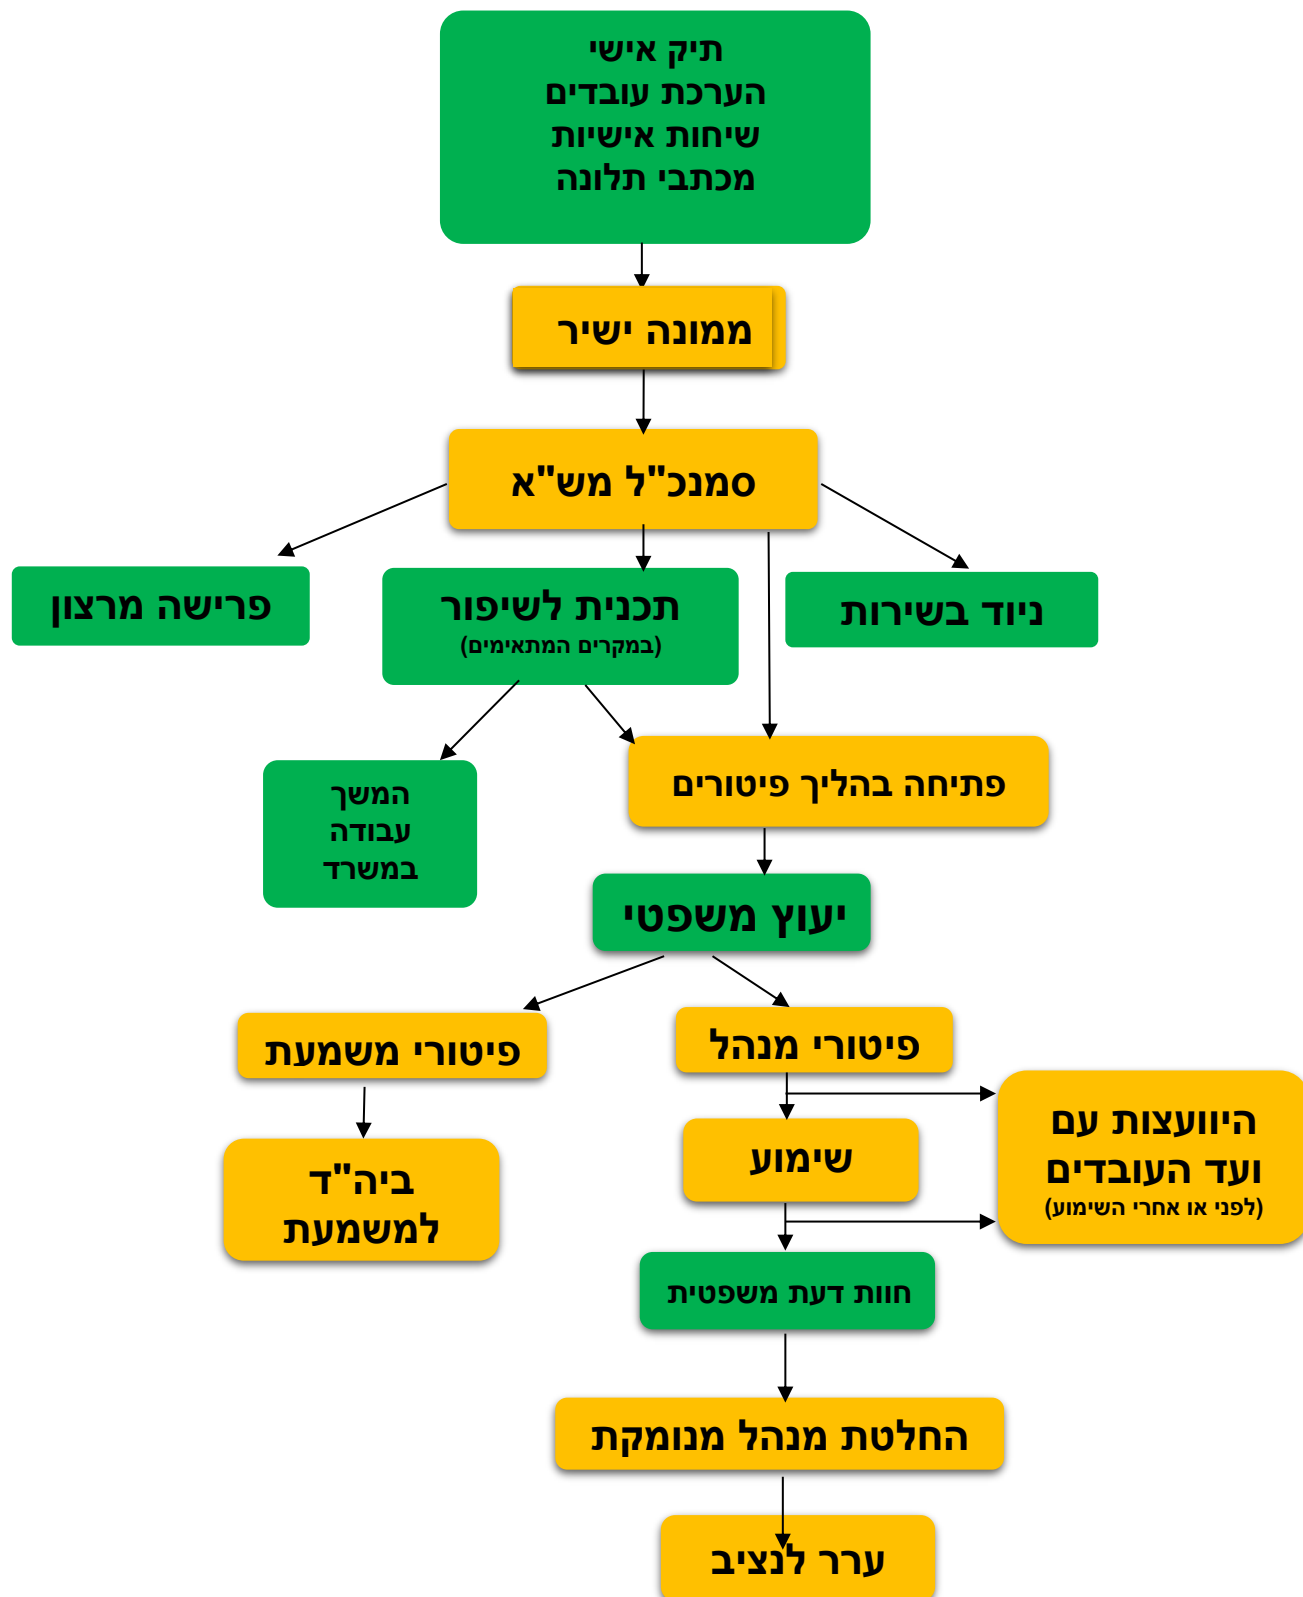 תיק אישי
הערכת עובדים
שיחות אישיות
מכתבי תלונה
ממונה ישיר
סמנכ"ל מש"א
ניוד בשירות
תכנית לשיפור
(במקרים המתאימים)
פרישה מרצון
פתיחה בהליך פיטורים
המשך
עבודה
במשרד
יעוץ משפטי
פיטורי מנהל
פיטורי משמעת
היוועצות עם
ועד העובדים
(לפני או אחרי השימוע)
שימוע
ביה"ד
למשמעת
חוות דעת משפטית
החלטת מנהל מנומקת
ערר לנציב